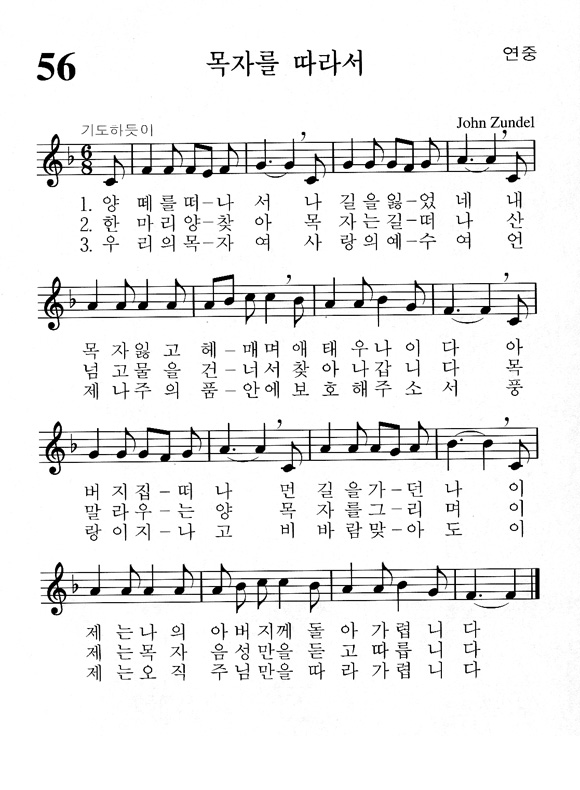 56 목자를 따라서 연중
기도하듯이 John Zundel
6
8
1. 양 떼를떠-나 서 나 길을잃-었 네 내
2. 한 마리양-찾 아 목 자는길-떠 나 산
3. 우 리의목-자 여 사 랑의예-수 여 언
목 자잃 고 헤-매며애태우나이 다 아
넘 고물 을 건-너서찾아나갑니 다 목
제 나주 의 품-안에보호해주소 서 풍
버 지집-떠 나 먼 길을가-던 나 이
말 라우-는 양 목 자를그-리 며 이
랑 이지-나 고 비 바람맞-아 도 이
제 는나 의 아버지께 돌 아 가 렵 니 다
제 는목 자 음성만을 듣 고 따 릅 니 다
제 는오 직 주님만을 따 라 가 렵 니 다